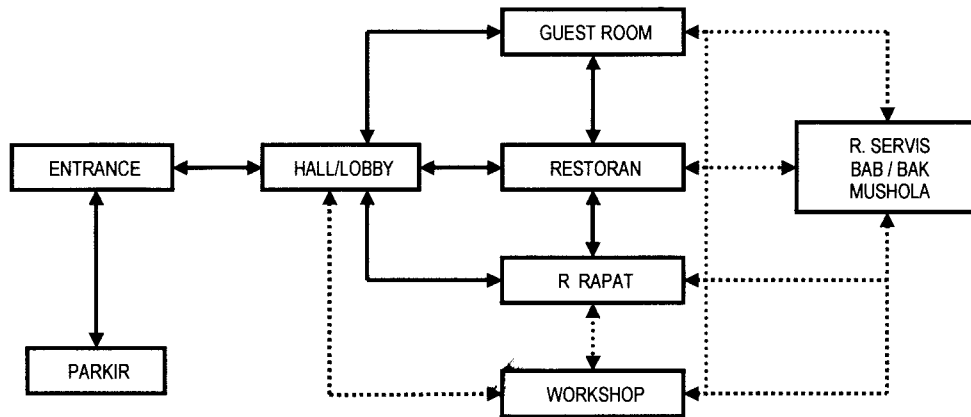 GUEST ROOM
ENTRANCE
HALL/LOBBY
RESTORAN
R. SERVIS
BAB / BAK
MUSHOLA
R RAPAT
PARKIR
WORKSHOP